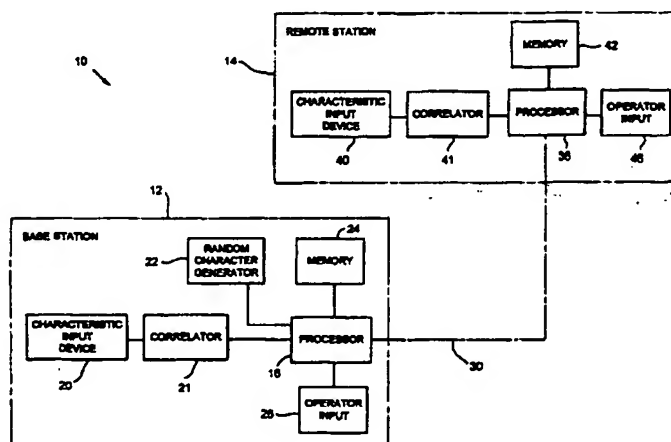 REMOTE STATION
10
14
MEMORY
42
CHARACTERISTIC INPUT DEVICE
CORRELATOR
PROCESSOR
OPERATOR INPUT
40
41
36
46
12
BASE STATION
22
RANDOM CHARACTER GENERATOR
24
MEMORY
CHARACTERISTIC INPUT DEVICE
CORRELATOR
PROCESSOR
20
21
16
30
26
OPERATOR INPUT